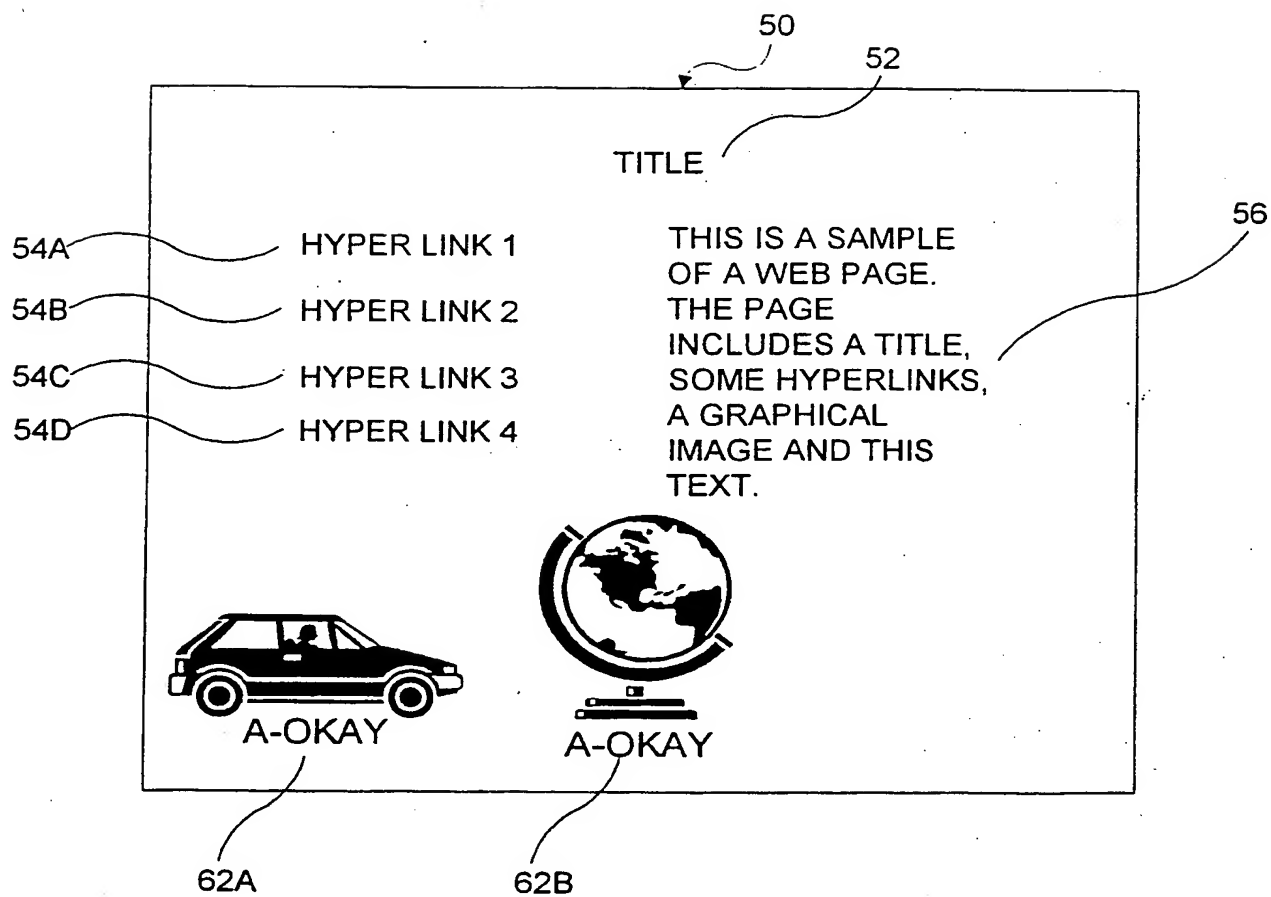 50
52
TITLE
56
54A HYPER LINK 1
54B HYPER LINK 2
54C HYPER LINK 3
54D HYPER LINK 4
THIS IS A SAMPLE
OF A WEB PAGE.
THE PAGE
INCLUDES A TITLE,
SOME HYPERLINKS,
A GRAPHICAL
IMAGE AND THIS
TEXT.
A-OKAY
A-OKAY
62A
62B